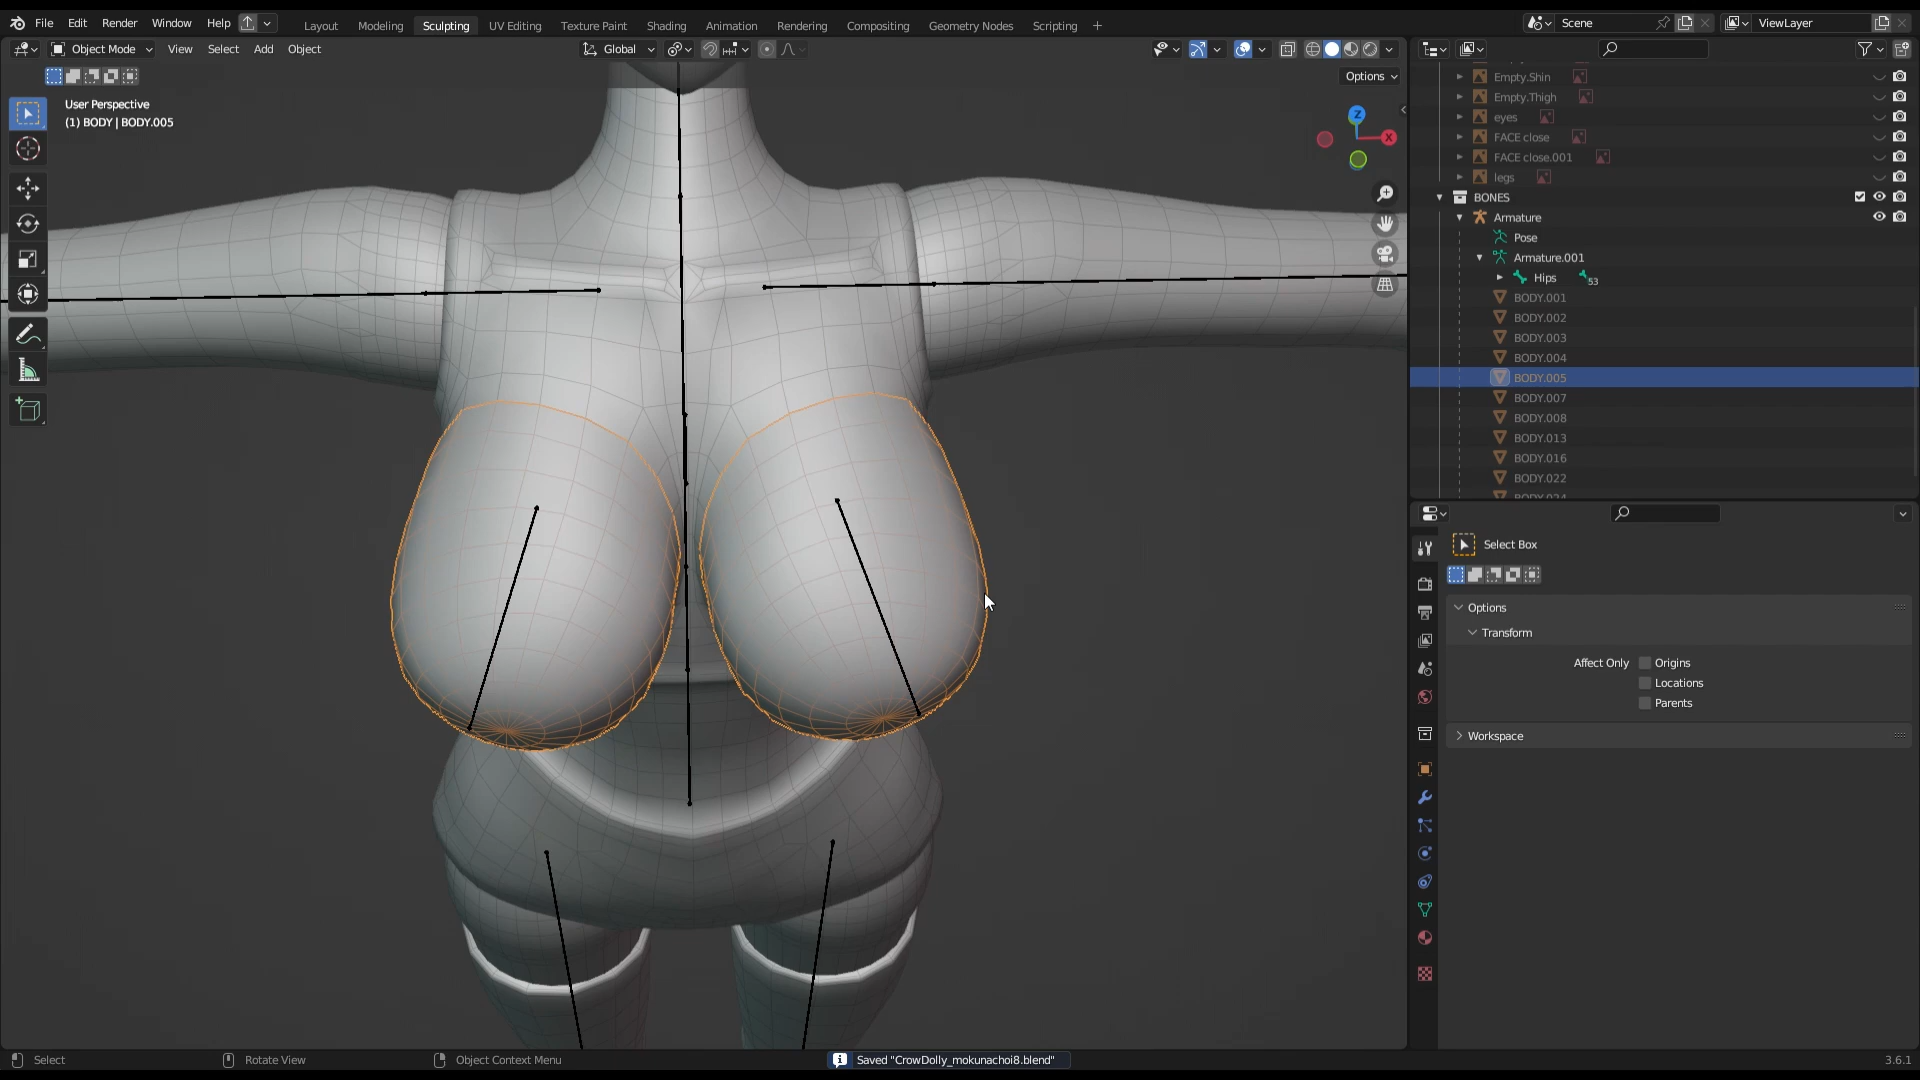 File Edit Render Window Help
Layout Modeling Sculpting UV Editing Texture Paint Shading Animation Rendering Compositing Geometry Nodes Scripting +
Scene
ViewLayer
Object Mode View Select Add Object
Global
Options
User Perspective
(1) BODY | BODY.005
Z
X
Empty.Shin
Empty.Thigh
eyes
FACE close
FACE close.001
legs
BONES
Armature
Pose
Armature.001
Hips 53
BODY.001
BODY.002
BODY.003
BODY.004
BODY.005
BODY.007
BODY.008
BODY.013
BODY.016
BODY.022
Select Box
Options
Transform
Affect Only Origins
Locations
Parents
Workspace
Select Rotate View Object Context Menu
Saved "CrowDolly_mokunachoi8.blend"
3.6.1